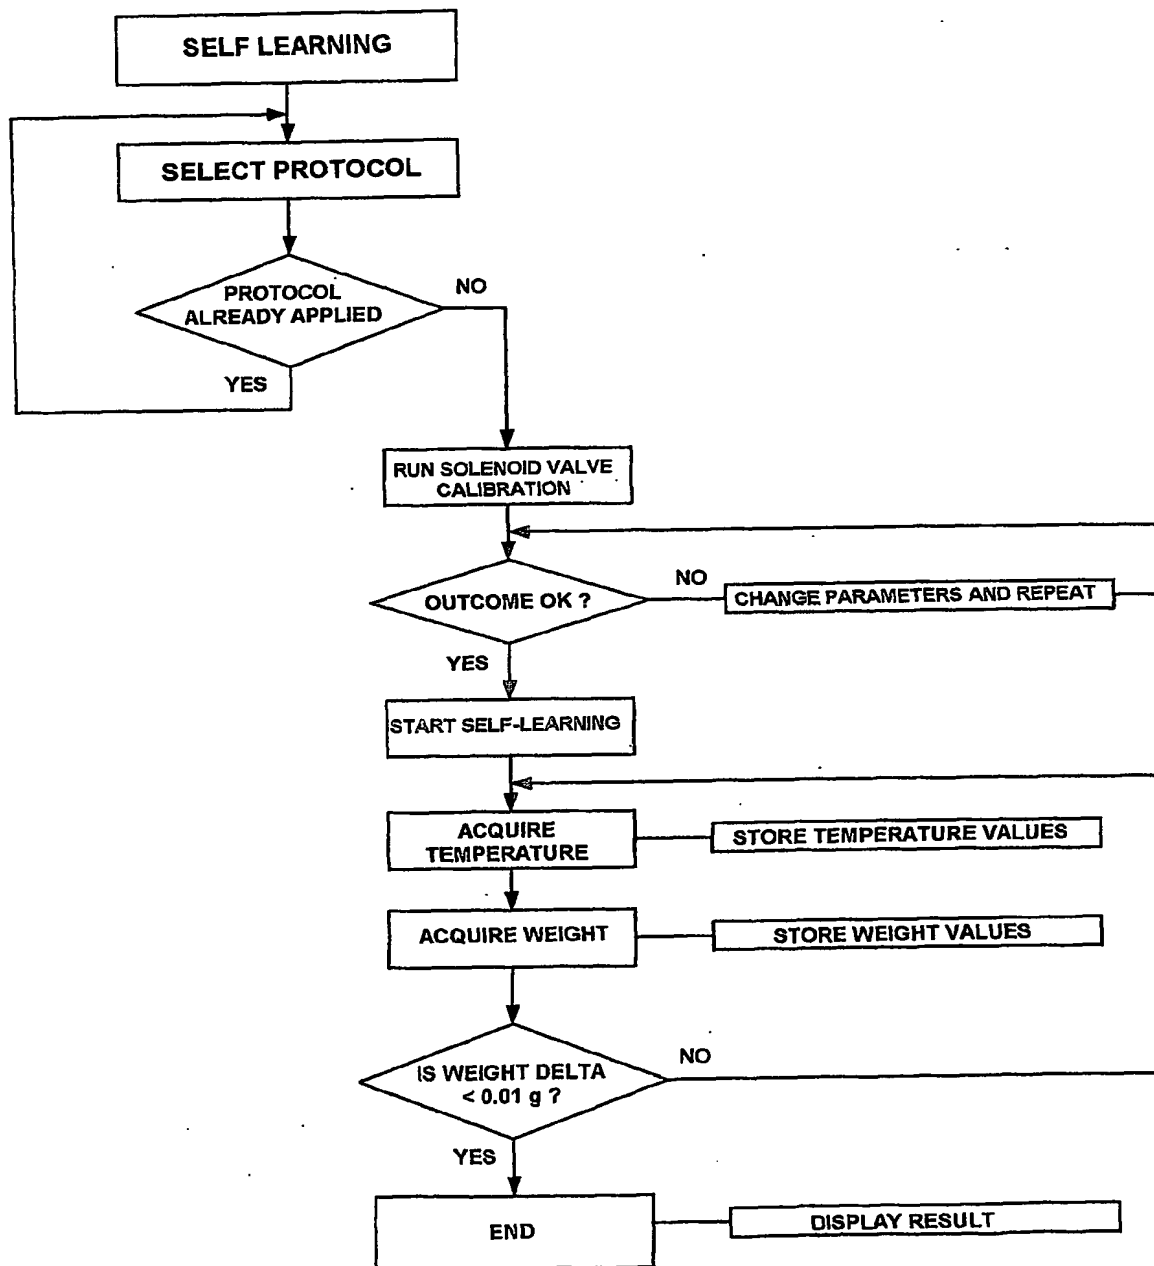 SELF LEARNING
SELECT PROTOCOL
PROTOCOL
ALREADY APPLIED
NO
YES
RUN SOLENOID VALVE
CALIBRATION
OUTCOME OK ?
NO
CHANGE PARAMETERS AND REPEAT
YES
START SELF-LEARNING
ACQUIRE
TEMPERATURE
STORE TEMPERATURE VALUES
ACQUIRE WEIGHT
STORE WEIGHT VALUES
IS WEIGHT DELTA
< 0.01 g ?
NO
YES
END
DISPLAY RESULT